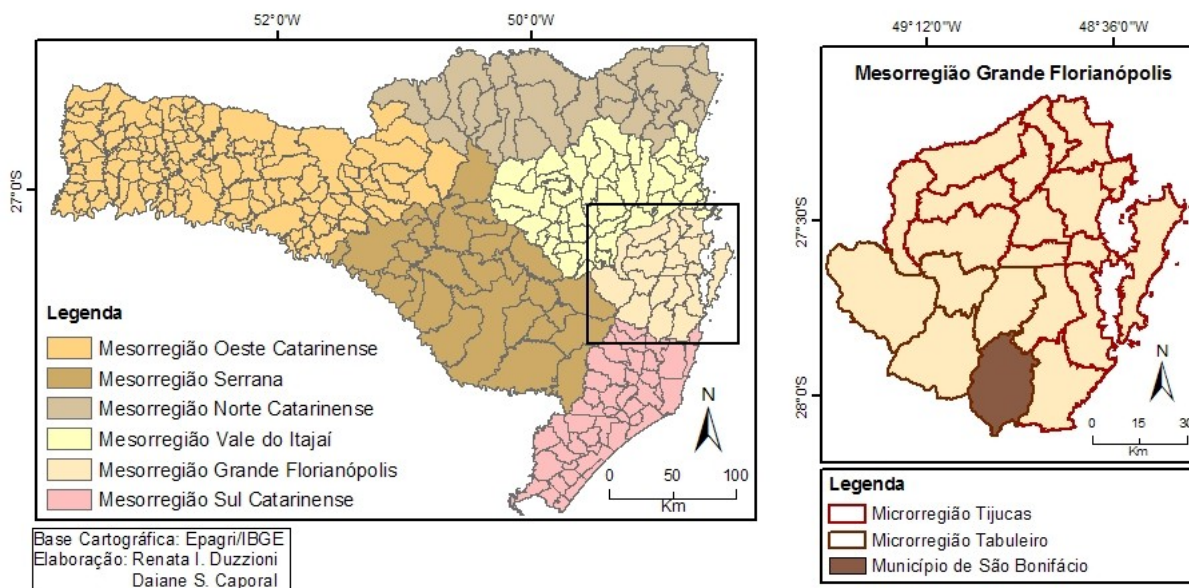 52°0'W
50°0'W
27°0'S
Legenda
Mesorregião Oeste Catarinense
Mesorregião Serrana
Mesorregião Norte Catarinense
Mesorregião Vale do Itajaí
Mesorregião Grande Florianópolis
Mesorregião Sul Catarinense
N
0 50 100
Km
Base Cartográfica: Epagri/IBGE
Elaboração: Renata I. Duzzioni
Daiane S. Caporal
49°12'0"W
48°36'0"W
Mesorregião Grande Florianópolis
27°30'S
28°0'S
N
0 15 30
Km
Legenda
Microrregião Tijucas
Microrregião Tabuleiro
Município de São Bonifácio